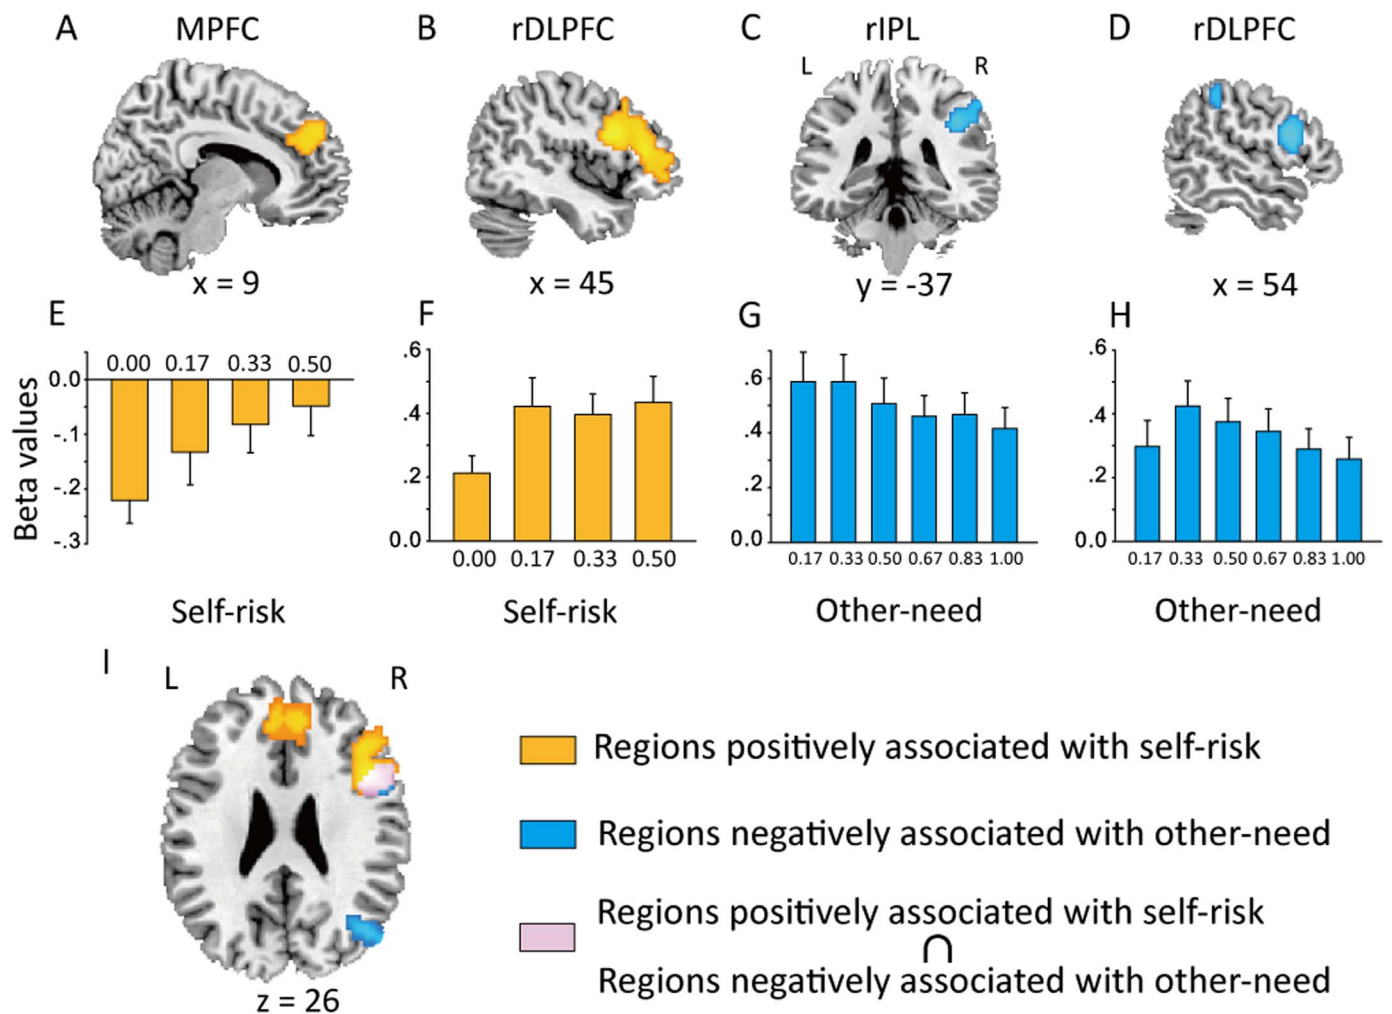 A MPFC B rDLPFC C rIPL D rDLPFC
L R
x = 9 x = 45 y = -37 x = 54
E F G H
Beta values
0.0
-.1
-.2
-.3
0.00 0.17 0.33 0.50
Self-risk
.6
.4
.2
0.0
0.00 0.17 0.33 0.50
Self-risk
.6
.4
.2
0.0
0.17 0.33 0.50 0.67 0.83 1.00
Other-need
.6
.4
.2
0.0
0.17 0.33 0.50 0.67 0.83 1.00
Other-need
I
L R
z = 26
Regions positively associated with self-risk
Regions negatively associated with other-need
Regions positively associated with self-risk
∩
Regions negatively associated with other-need